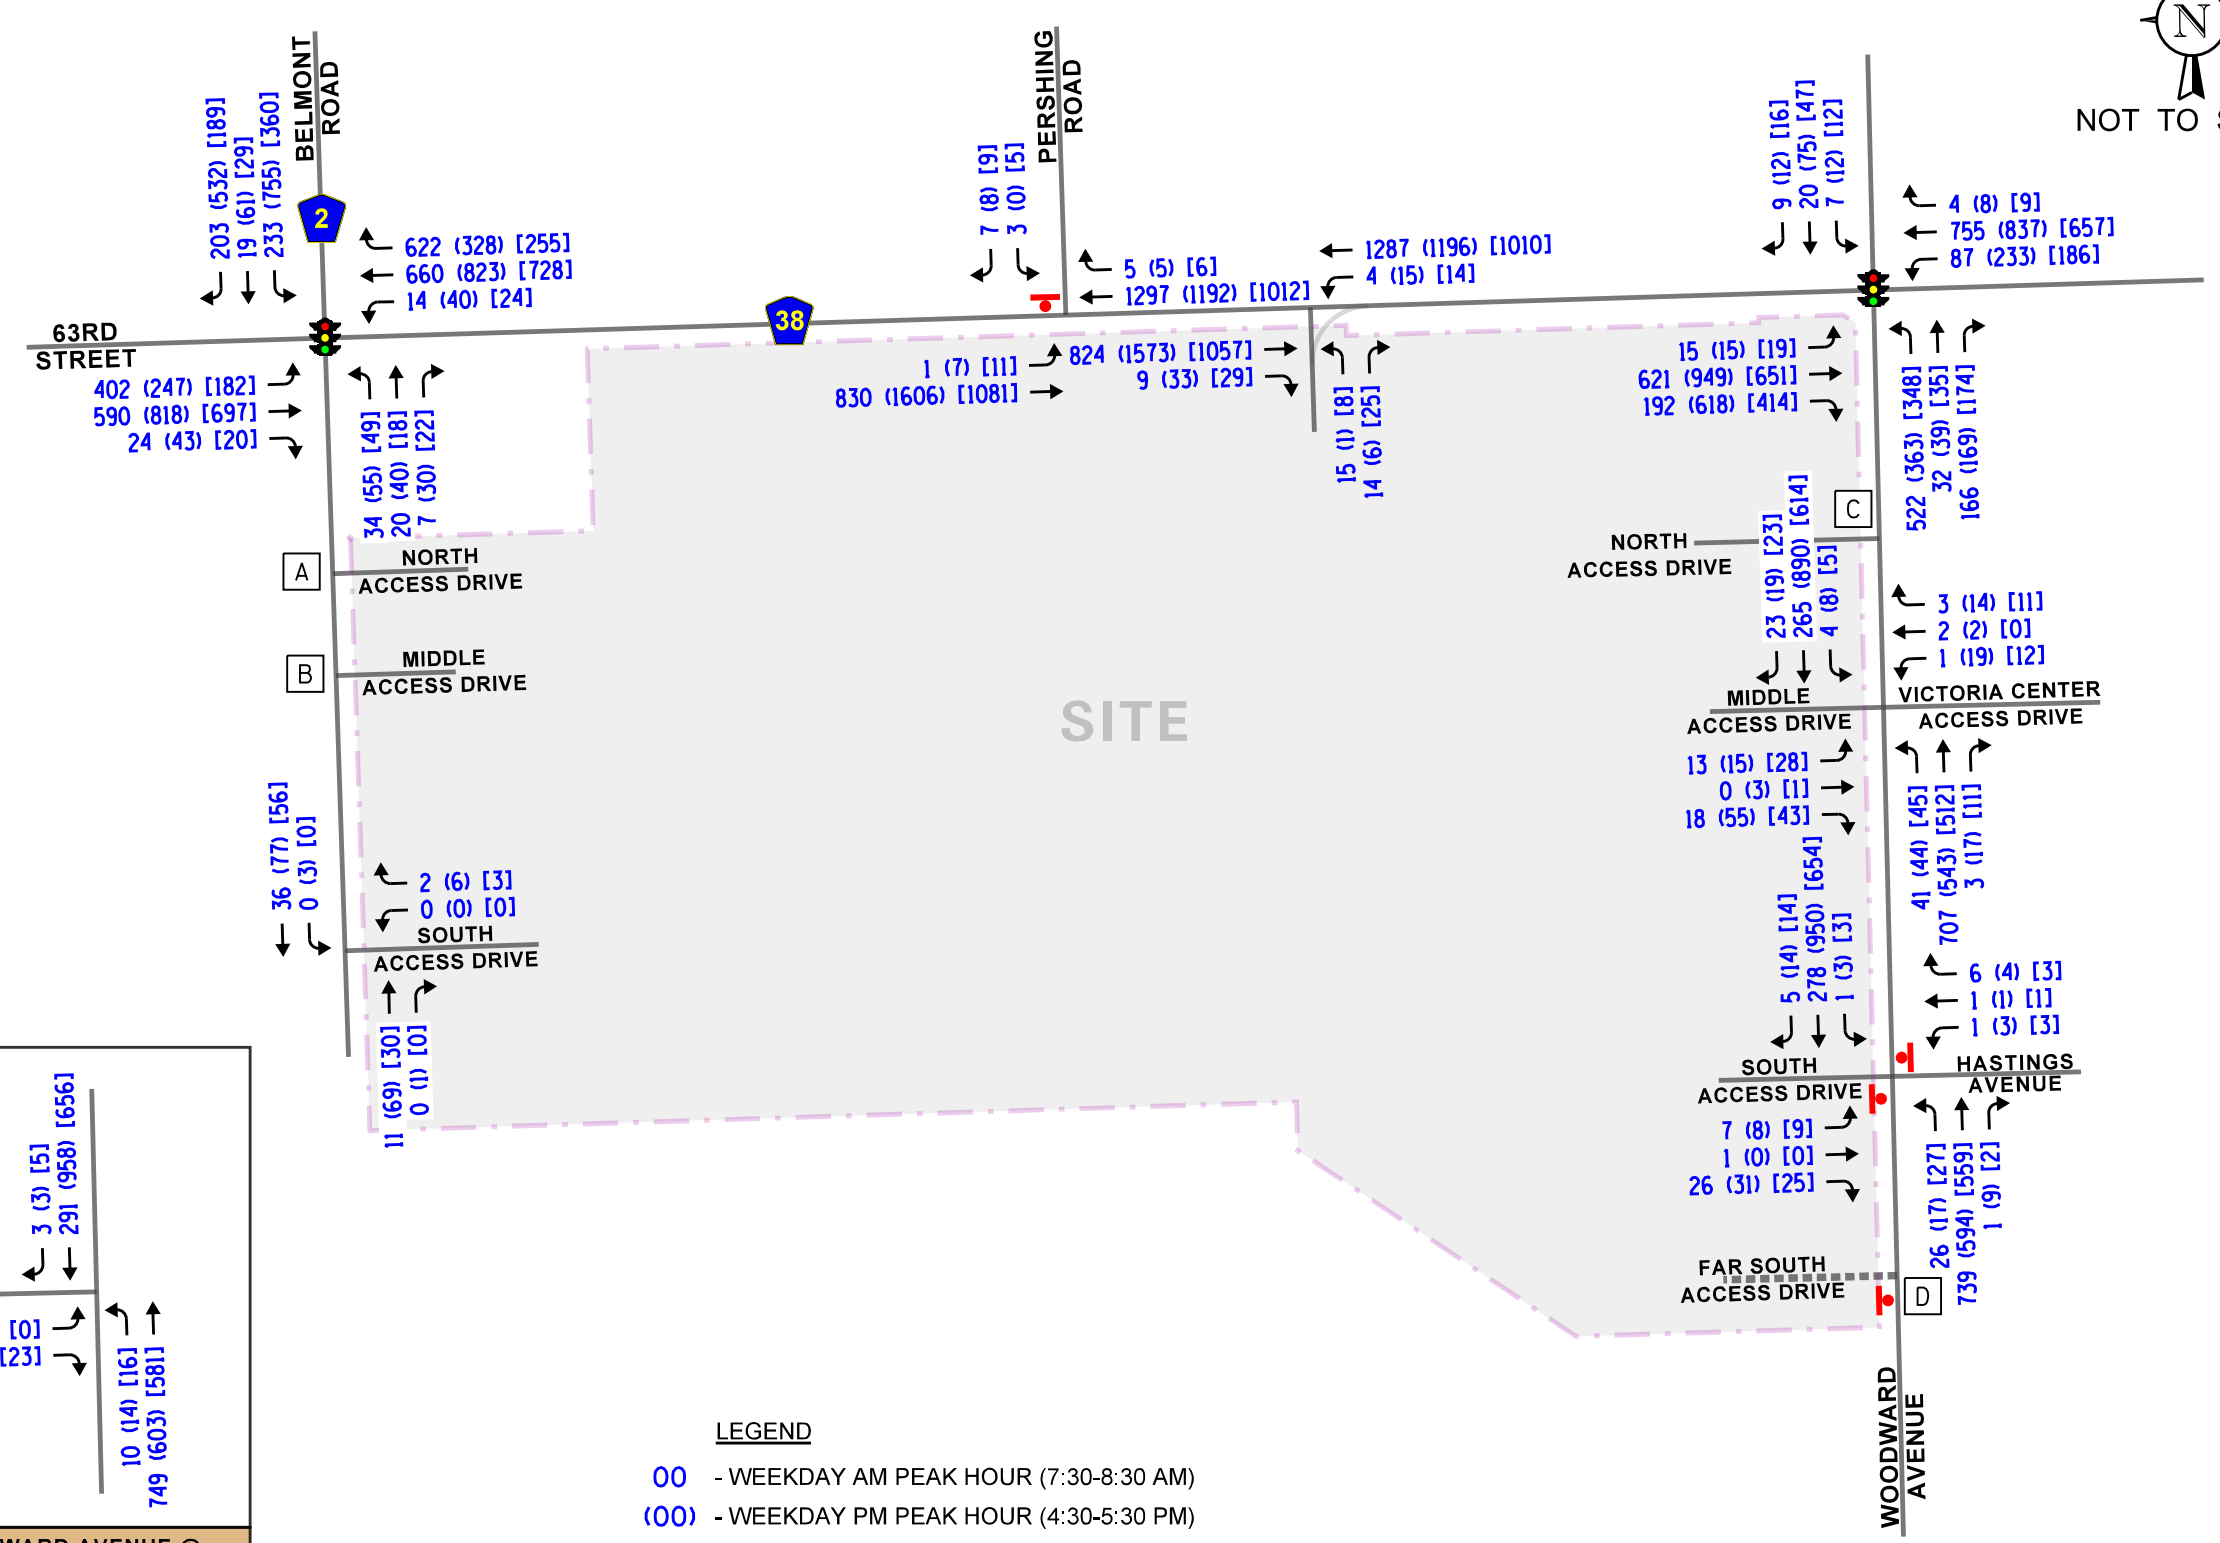 N
NOT TO
BELMONT
ROAD
PERSHING
ROAD
203 (532) [189]
19 (61) [29]
233 (755) [360]
2
622 (328) [255]
660 (823) [728]
14 (40) [24]
7 (8) [9]
3 (0) [5]
5 (5) [6]
1297 (1192) [1012]
1287 (1196) [1010]
4 (15) [14]
9 (12) [16]
20 (75) [47]
7 (12) [12]
4 (8) [9]
755 (837) [657]
87 (233) [186]
63RD
STREET
38
402 (247) [182]
590 (818) [697]
24 (43) [20]
34 (55) [49]
20 (40) [18]
7 (30) [22]
1 (7) [11]
830 (1606) [1081]
824 (1573) [1057]
9 (33) [29]
15 (1) [8]
14 (6) [25]
15 (15) [19]
621 (949) [651]
192 (618) [414]
522 (363) [348]
32 (39) [35]
166 (169) [174]
A
NORTH
ACCESS DRIVE
B
MIDDLE
ACCESS DRIVE
SITE
C
NORTH
ACCESS DRIVE
23 (19) [23]
265 (890) [614]
4 (8) [5]
3 (14) [11]
2 (2) [0]
1 (19) [12]
MIDDLE
ACCESS DRIVE
VICTORIA CENTER
ACCESS DRIVE
13 (15) [28]
0 (3) [1]
18 (55) [43]
41 (44) [45]
707 (543) [512]
3 (17) [11]
36 (77) [56]
0 (3) [0]
2 (6) [3]
0 (0) [0]
SOUTH
ACCESS DRIVE
11 (69) [30]
0 (1) [0]
5 (14) [14]
278 (950) [654]
1 (3) [3]
6 (4) [3]
1 (1) [1]
1 (3) [3]
SOUTH
ACCESS DRIVE
HASTINGS
AVENUE
7 (8) [9]
1 (0) [0]
26 (31) [25]
26 (17) [27]
739 (594) [559]
1 (9) [2]
FAR SOUTH
ACCESS DRIVE
D
WOODWARD
AVENUE
3 (3) [5]
291 (958) [656]
[0]
[23]
10 (14) [16]
749 (603) [581]
LEGEND
00 - WEEKDAY AM PEAK HOUR (7:30-8:30 AM)
(00) - WEEKDAY PM PEAK HOUR (4:30-5:30 PM)